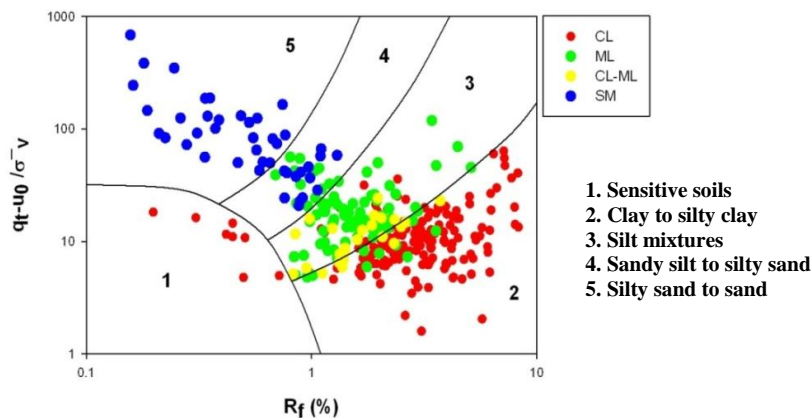 1000
100
10
1
qt-u0 /σ¯v
0.1
1
10
Rf (%)
5
4
3
1
2
CL
ML
CL-ML
SM
1. Sensitive soils
2. Clay to silty clay
3. Silt mixtures
4. Sandy silt to silty sand
5. Silty sand to sand